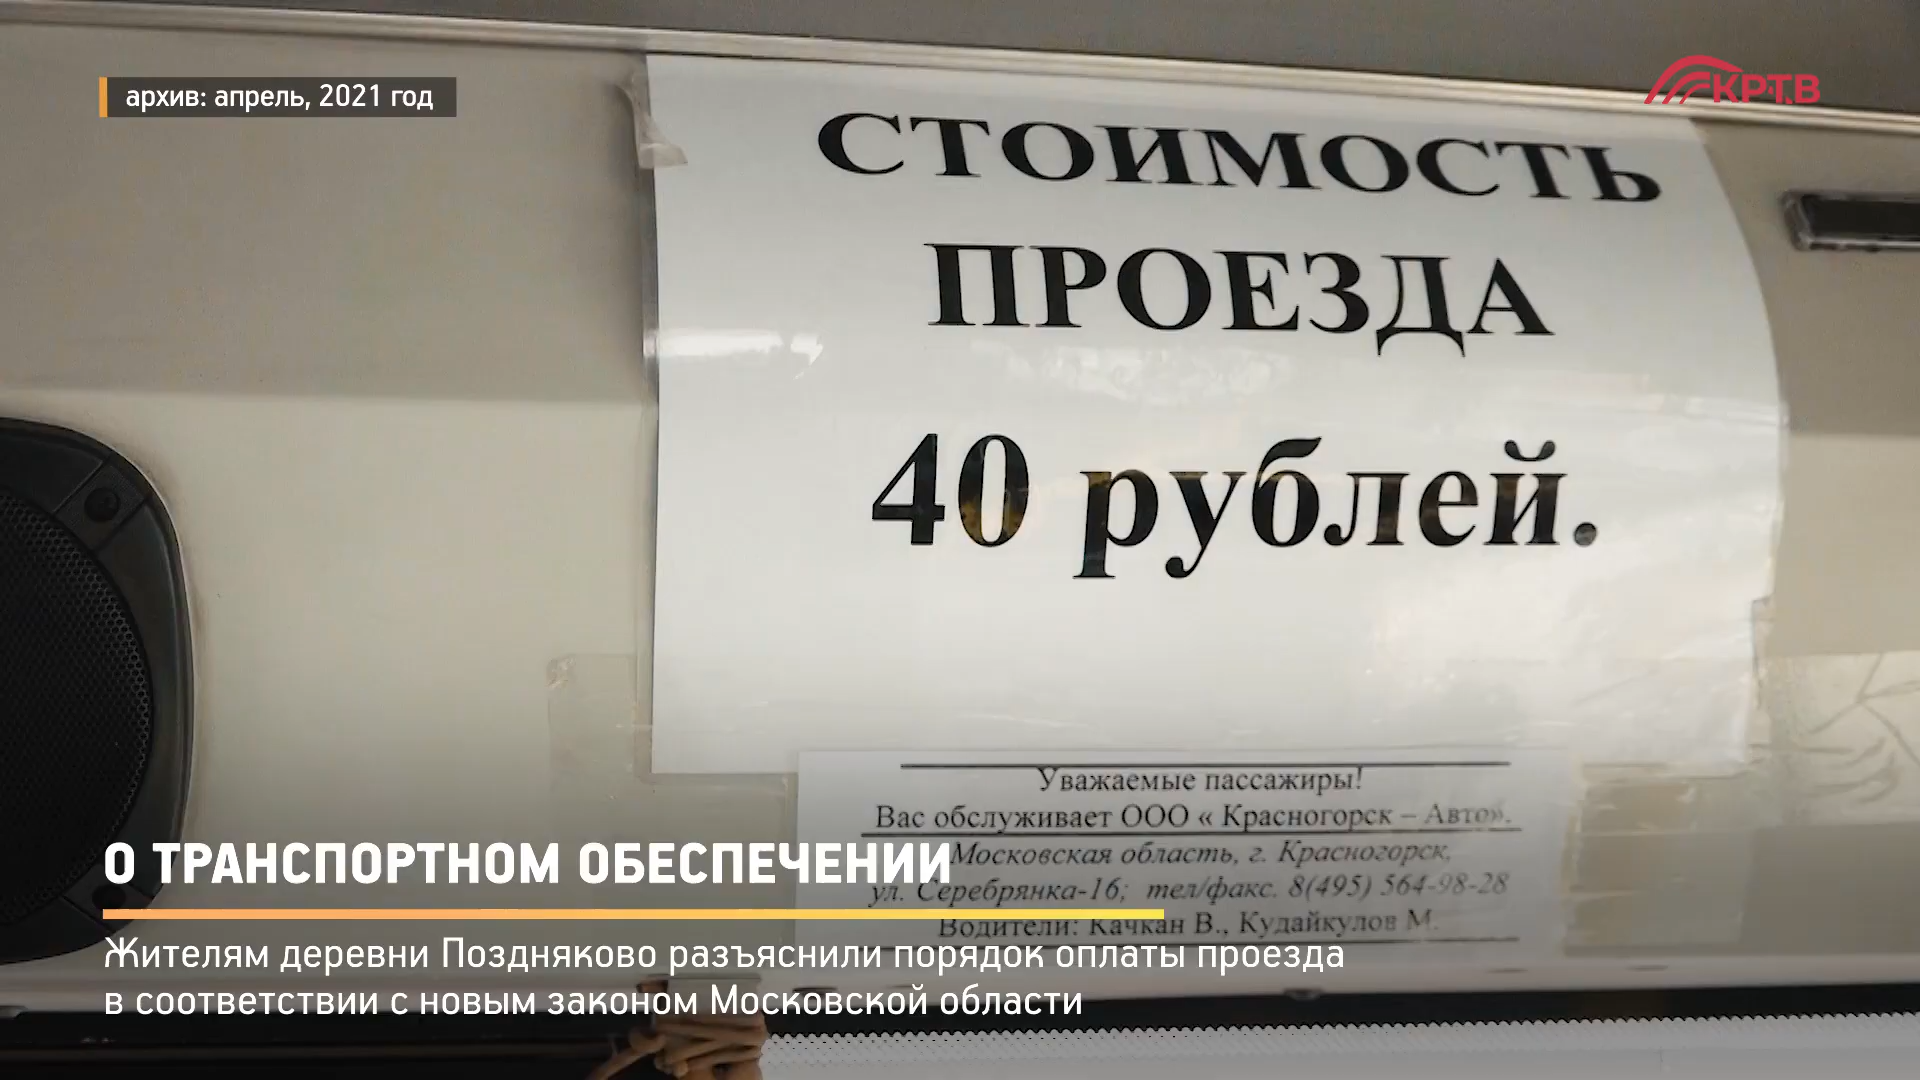 архив: апрель, 2021 год
КРТВ
СТОИМОСТЬ
ПРОЕЗДА
40 рублей.
Уважаемые пассажиры!
Вас обслуживает ООО « Красногорск – Авто».
Московская область, г. Красногорск,
ул. Серебрянка-16; тел/факс. 8(495) 564-98-28
Водители: Качкан В., Кудайкулов М.
О ТРАНСПОРТНОМ ОБЕСПЕЧЕНИИ
Жителям деревни Поздняково разъяснили порядок оплаты проезда
в соответствии с новым законом Московской области